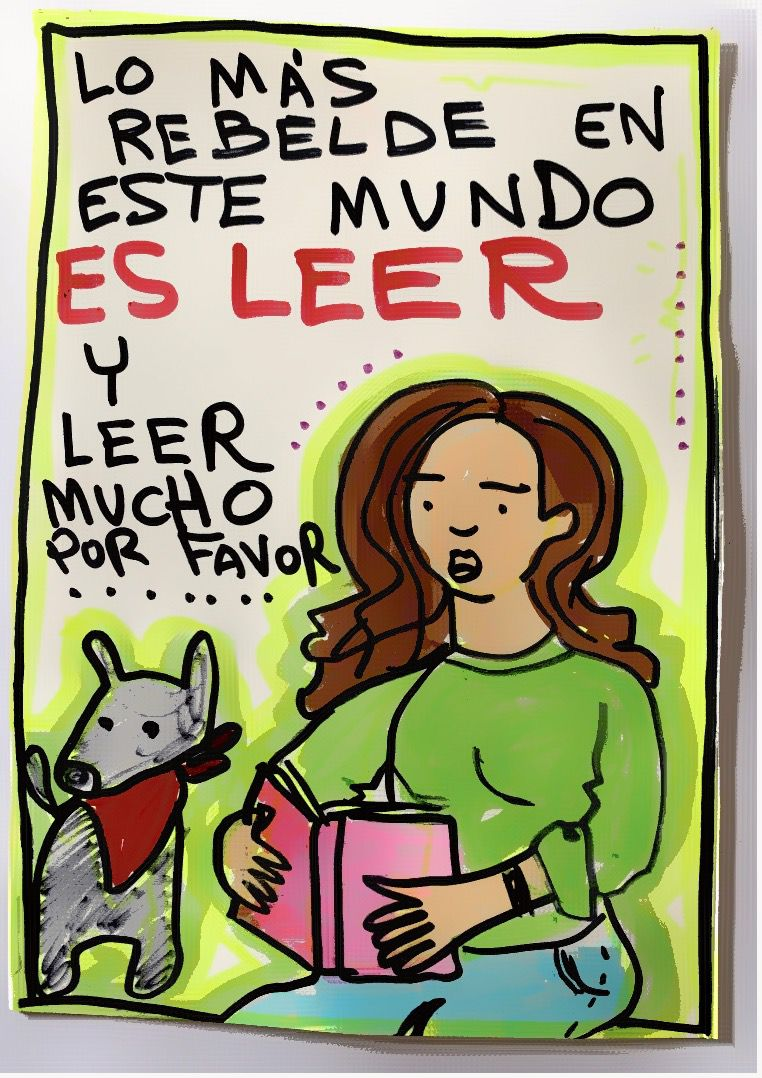 LO MÁS
REBELDE EN
ESTE MUNDO
ES LEER
Y
LEER
MUCHO
POR FAVOR